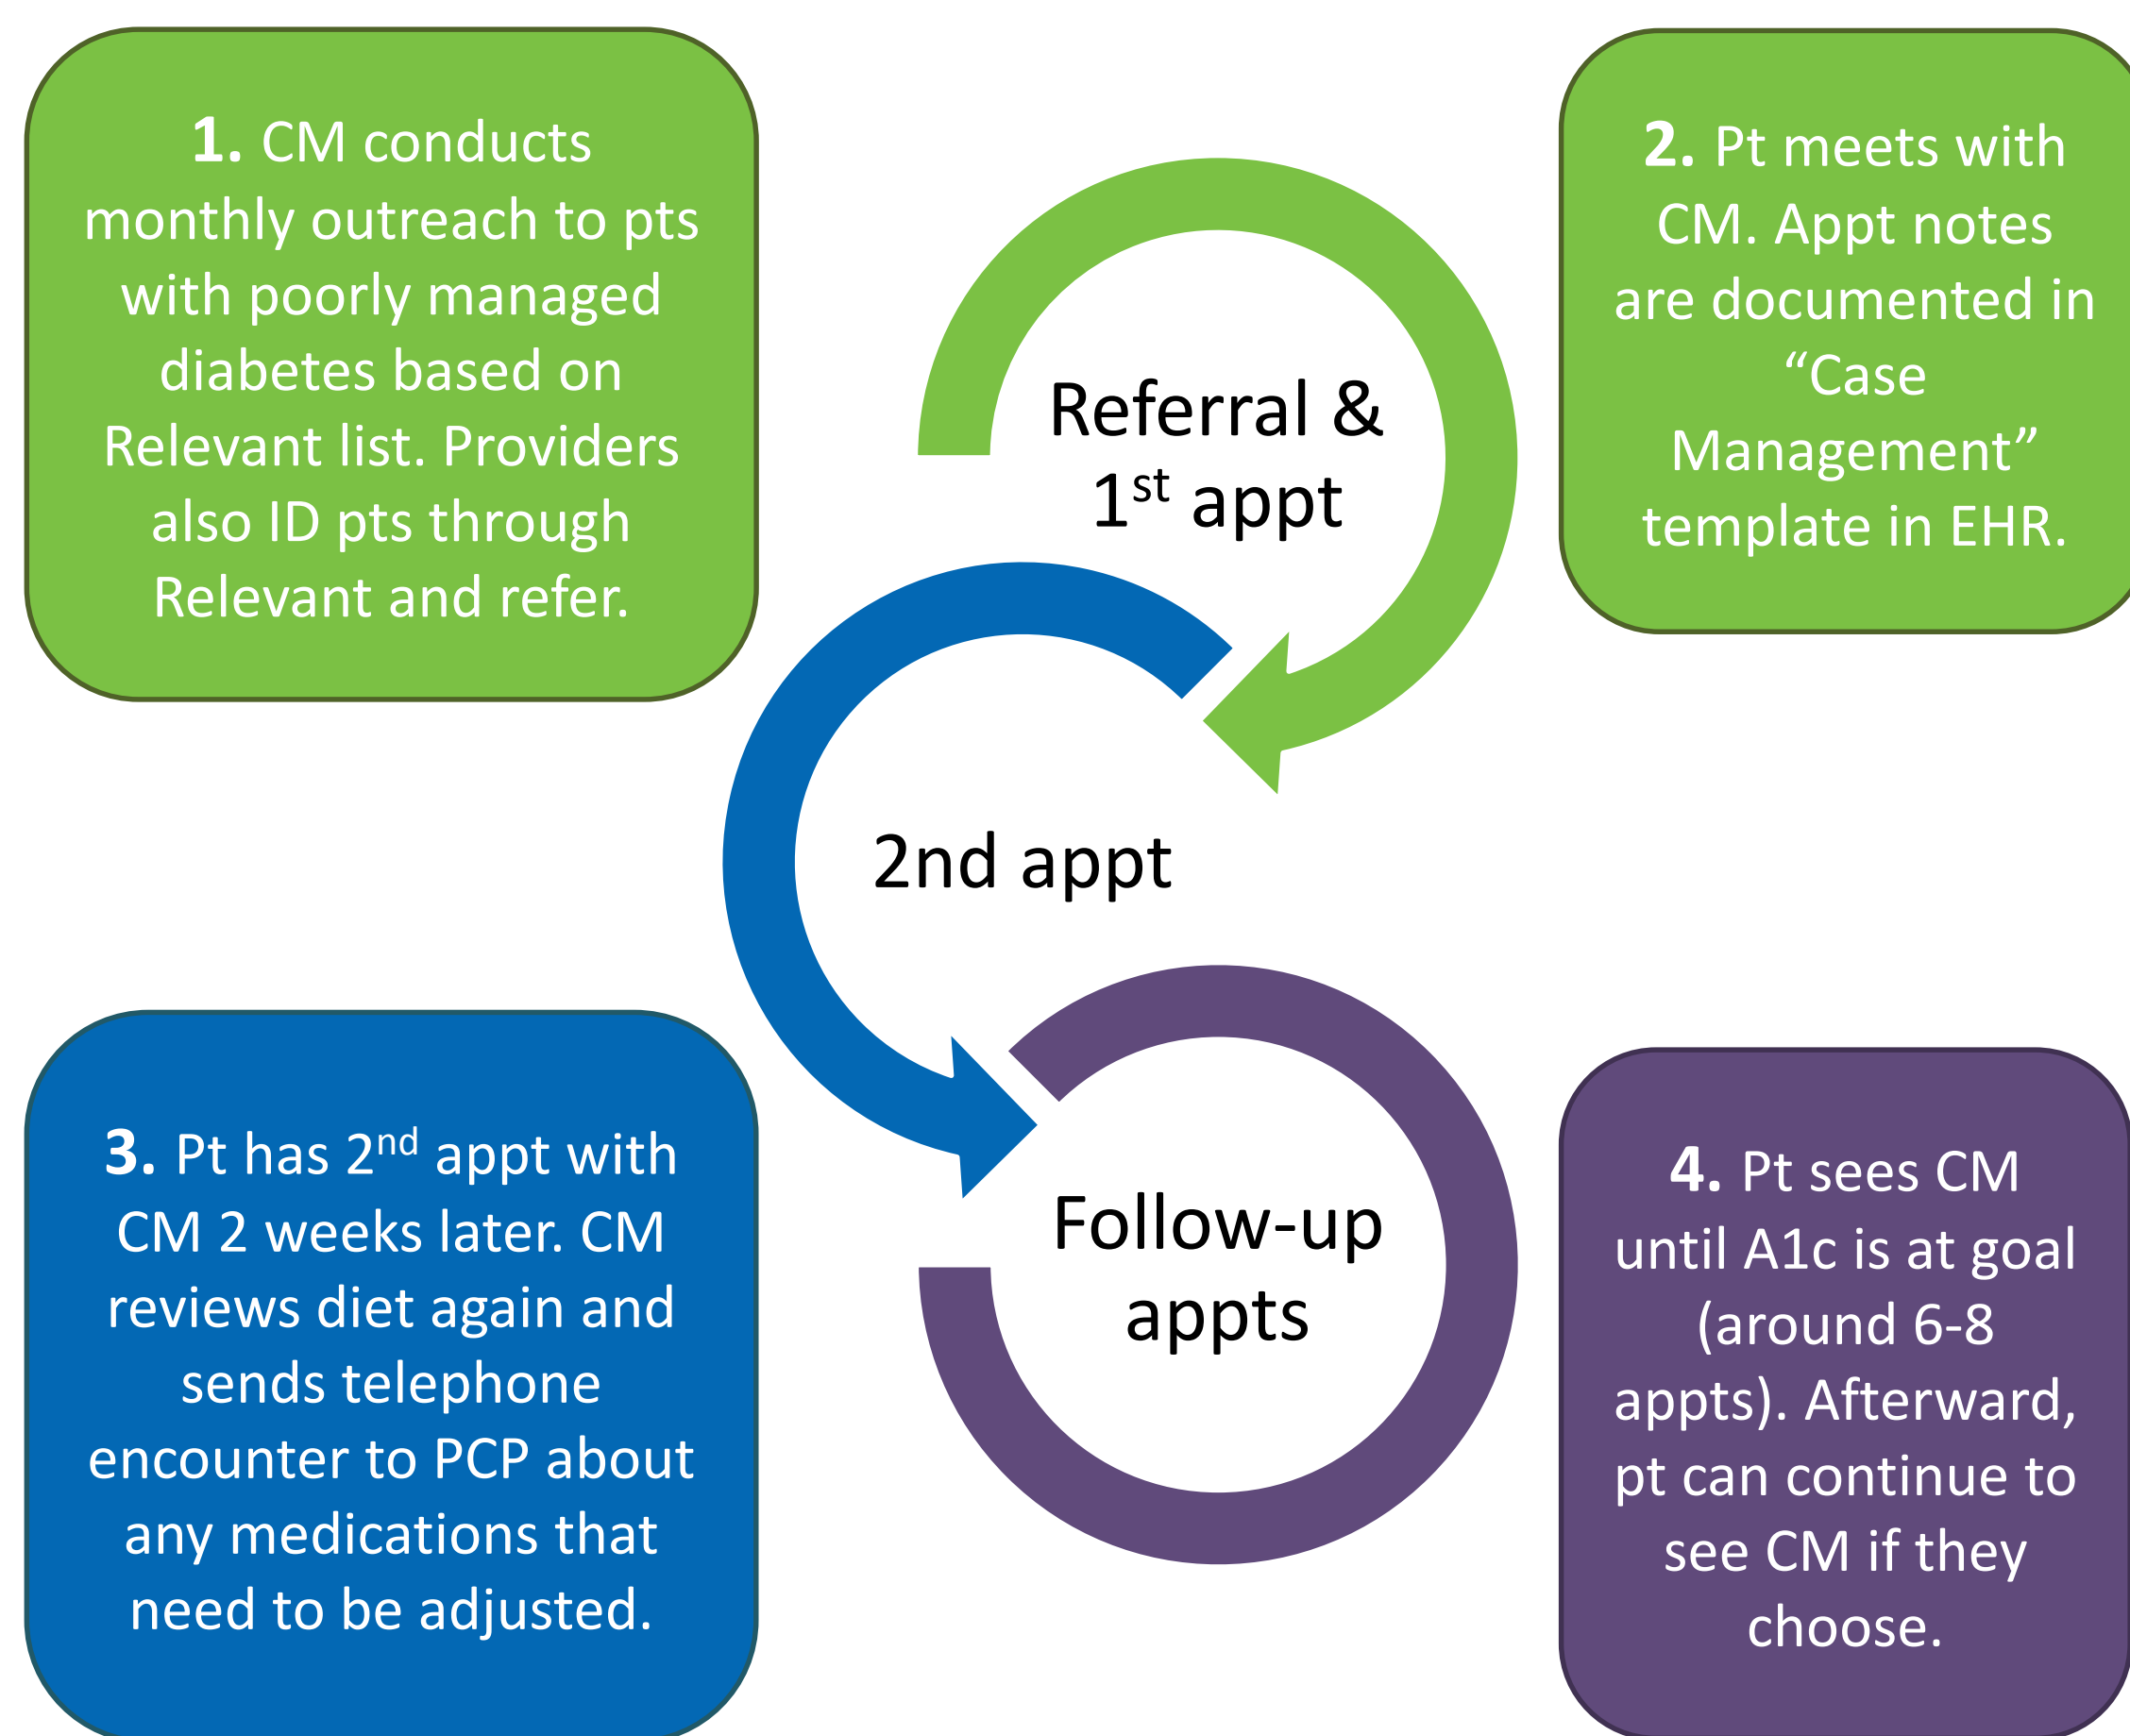 1. CM conducts
monthly outreach to pts
with poorly managed
diabetes based on
Relevant list. Providers
also ID pts through
Relevant and refer.
2. Pt meets with
CM. Appt notes
are documented in
“Case
Management”
template in EHR.
Referral &
1st appt
2nd appt
Follow-up
appts
3. Pt has 2nd appt with
CM 2 weeks later. CM
reviews diet again and
sends telephone
encounter to PCP about
any medications that
need to be adjusted.
4. Pt sees CM
until A1c is at goal
(around 6-8
appts). Afterward,
pt can continue to
see CM if they
choose.